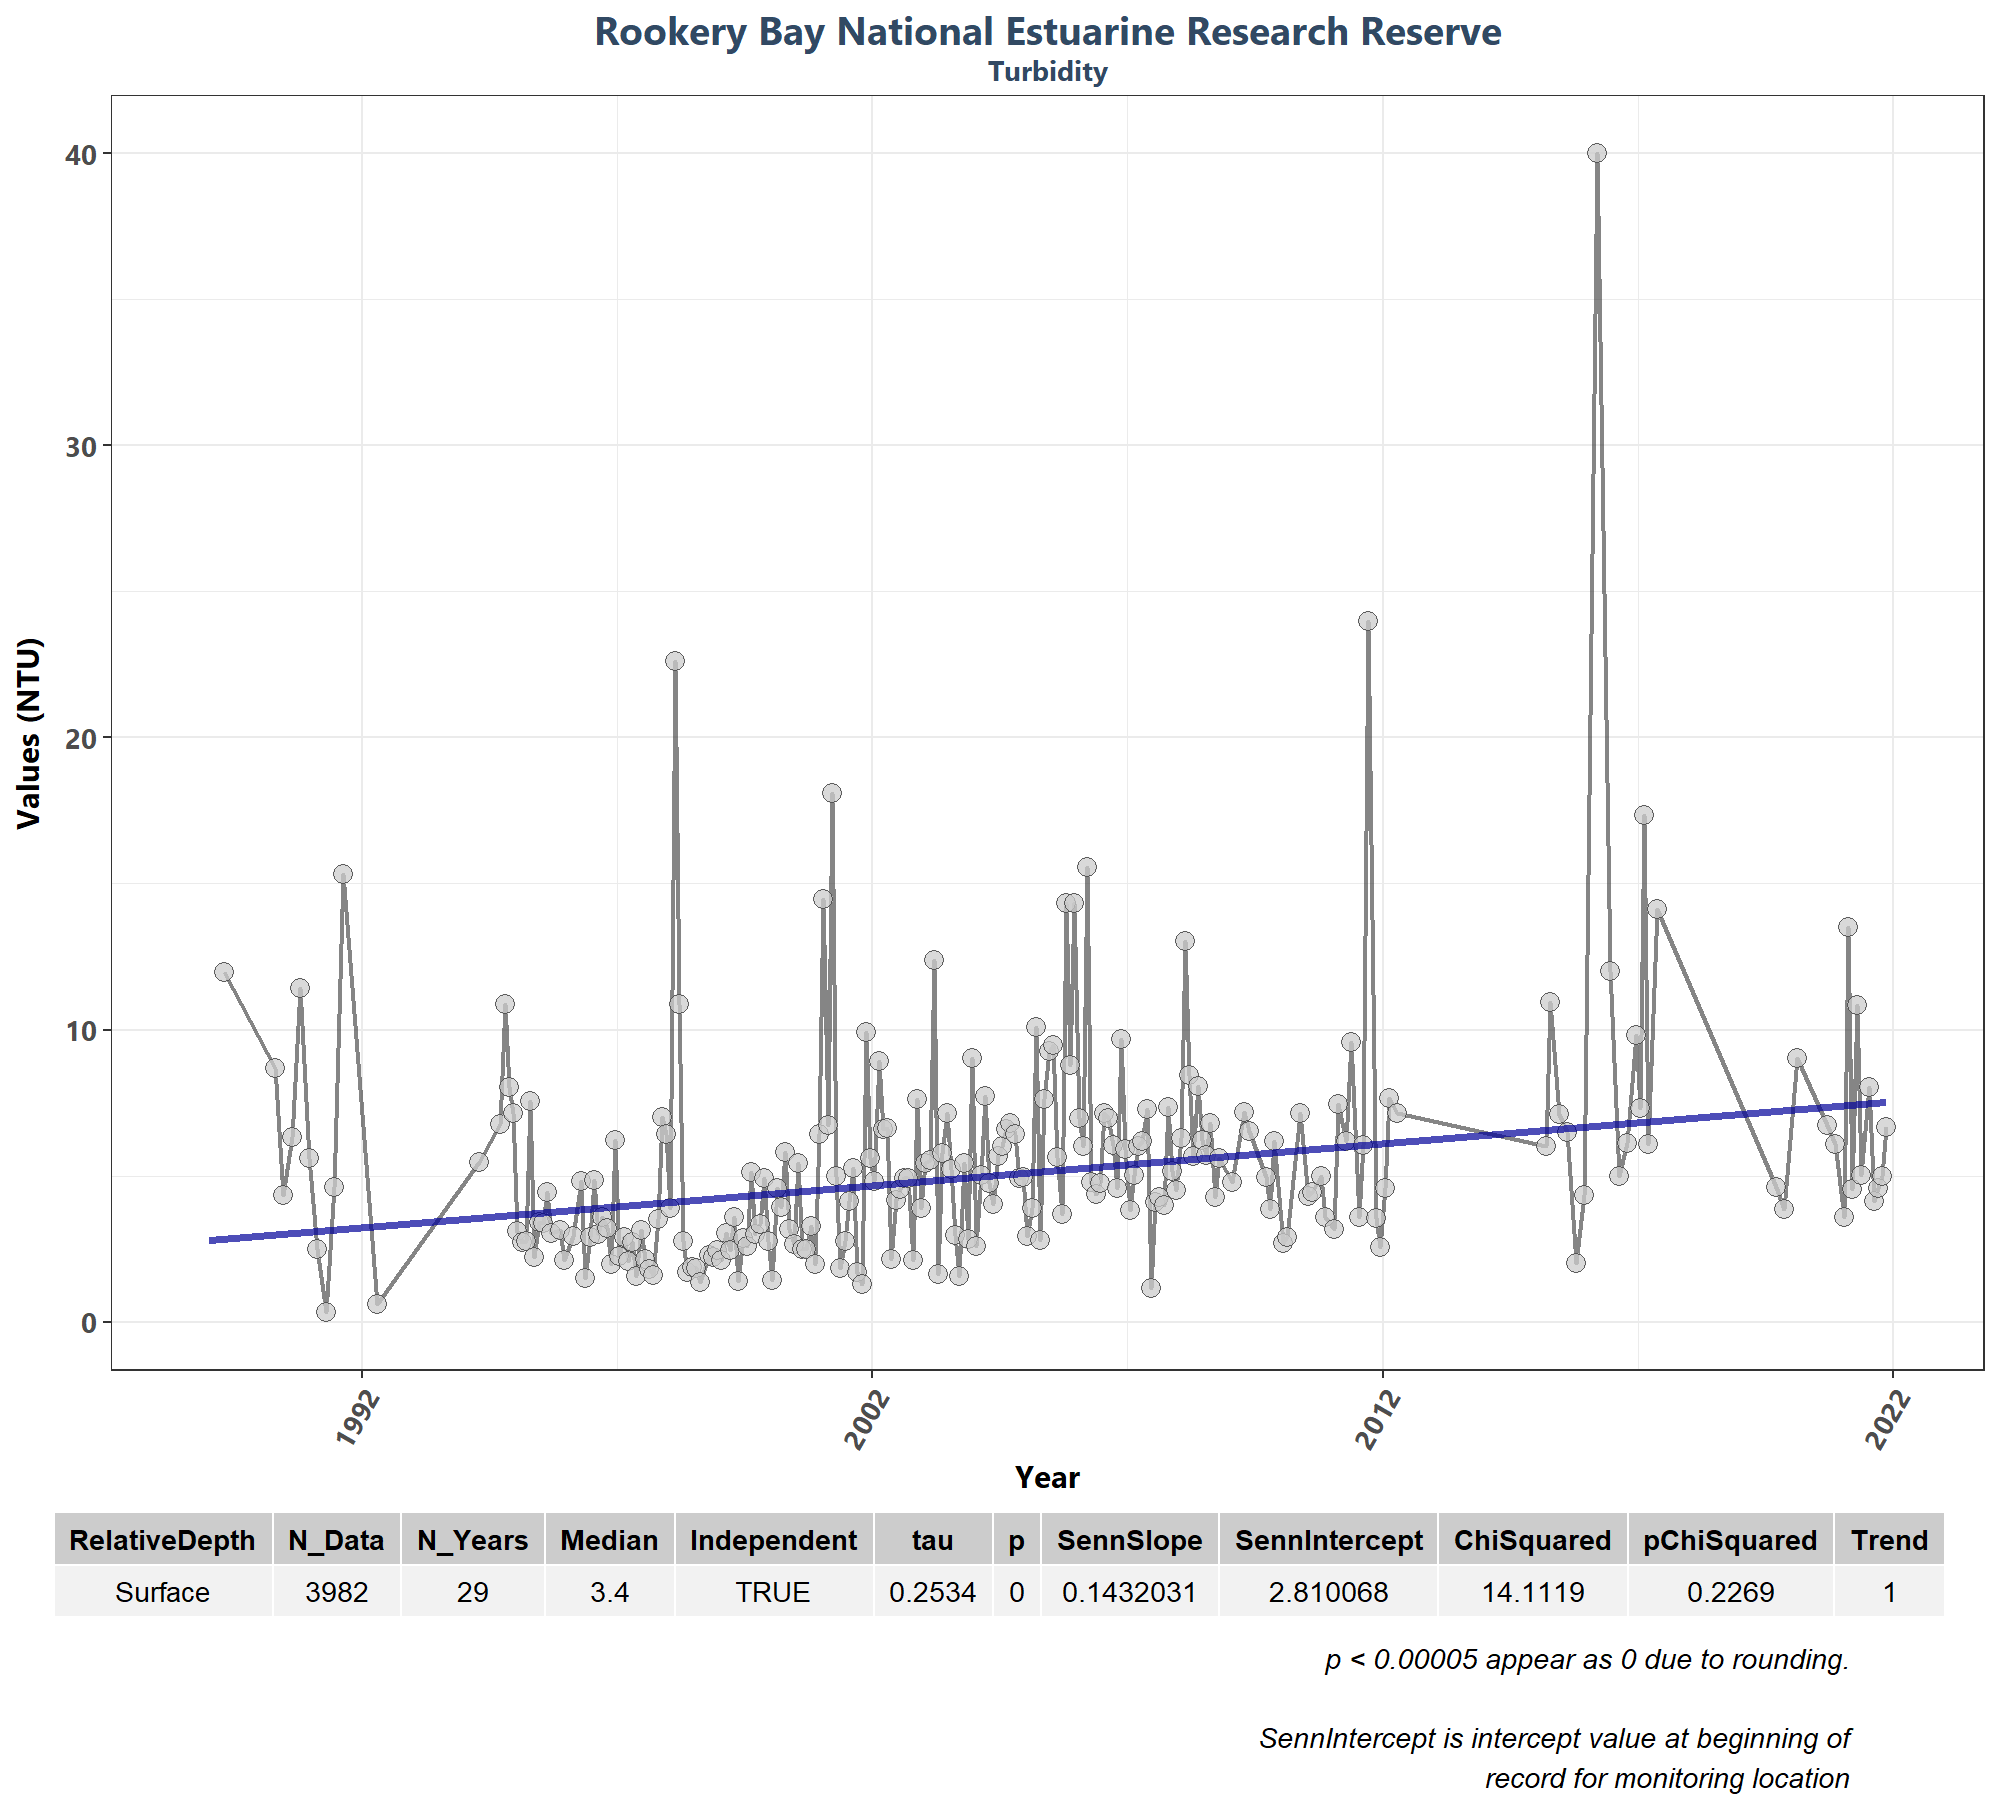 Rookery Bay National Estuarine Research Reserve
Turbidity
Values (NTU)
40
30
20
10
0
1992
2002
2012
2022
Year
RelativeDepth N_Data N_Years Median Independent tau p SennSlope SennIntercept ChiSquared pChiSquared Trend
Surface 3982 29 3.4 TRUE 0.2534 0 0.1432031 2.810068 14.1119 0.2269 1
p < 0.00005 appear as 0 due to rounding.
SennIntercept is intercept value at beginning of
record for monitoring location